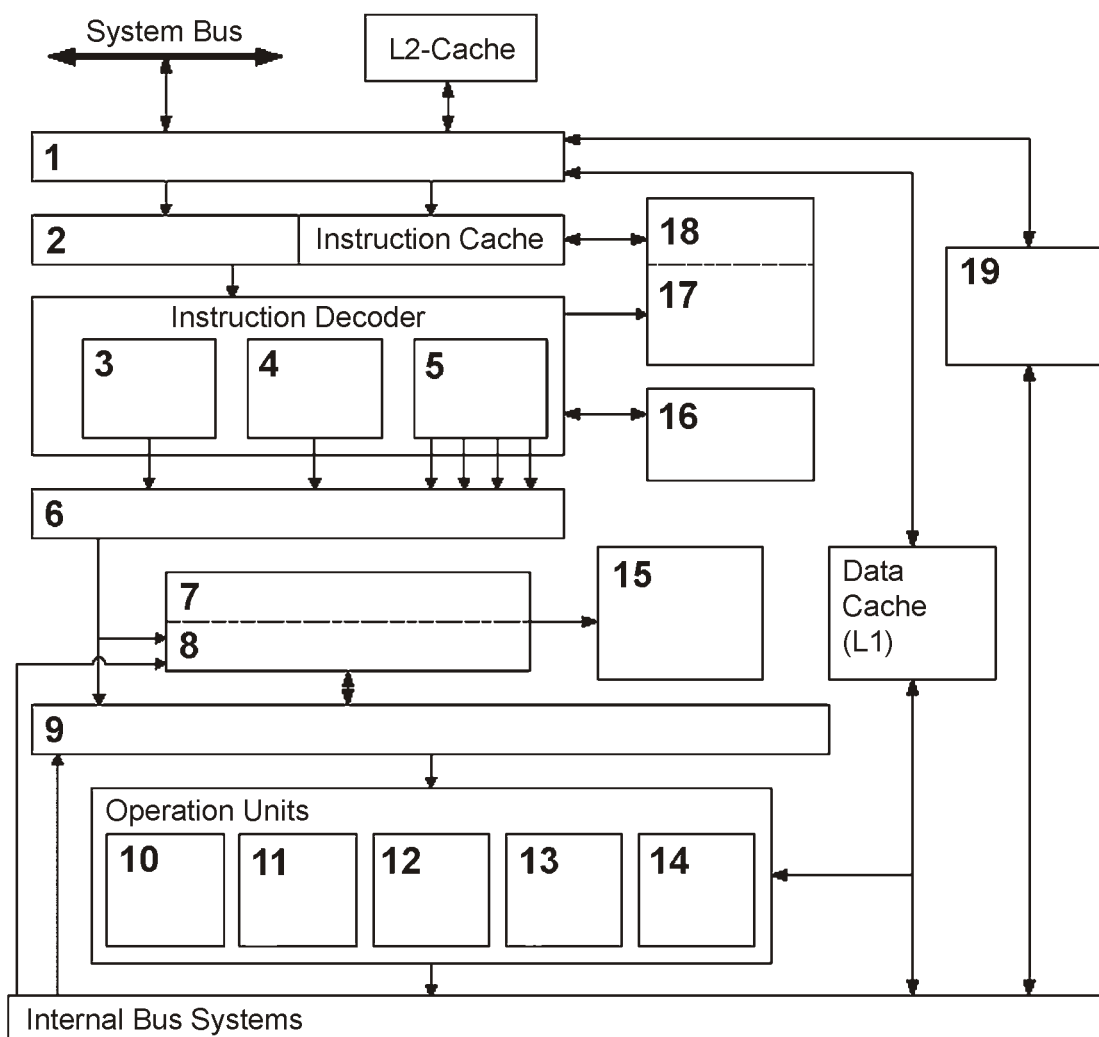 System Bus
L2-Cache
1
2
Instruction Cache
18
17
19
Instruction Decoder
3
4
5
16
6
7
8
15
Data
Cache
(L1)
9
Operation Units
10
11
12
13
14
Internal Bus Systems